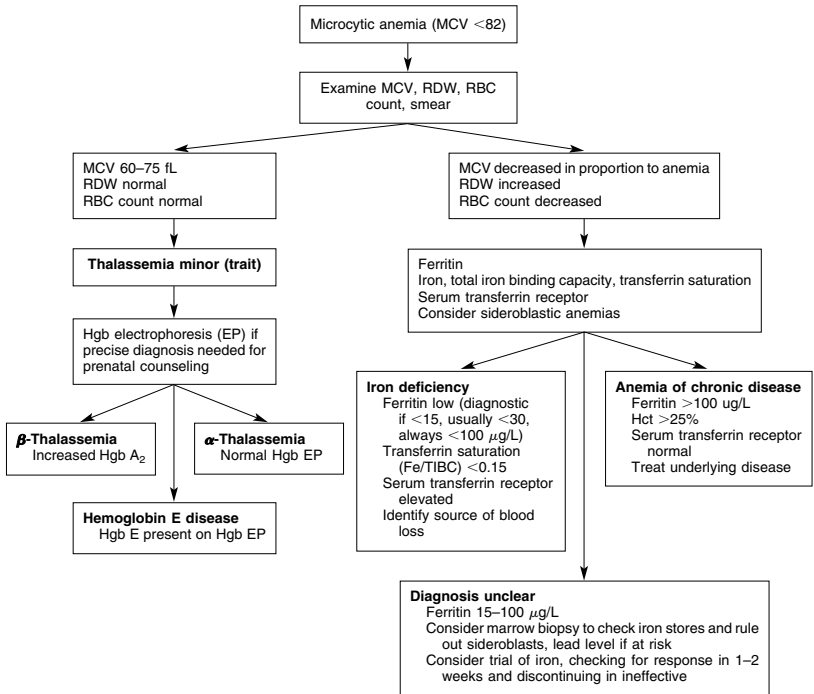 Microcytic anemia (MCV <82)
Examine MCV, RDW, RBC
count, smear
MCV 60–75 fL
RDW normal
RBC count normal
MCV decreased in proportion to anemia
RDW increased
RBC count decreased
Thalassemia minor (trait)
Ferritin
Iron, total iron binding capacity, transferrin saturation
Serum transferrin receptor
Consider sideroblastic anemias
Hgb electrophoresis (EP) if
precise diagnosis needed for
prenatal counseling
β-Thalassemia
Increased Hgb A₂
α-Thalassemia
Normal Hgb EP
Hemoglobin E disease
Hgb E present on Hgb EP
Iron deficiency
Ferritin low (diagnostic
if <15, usually <30,
always <100 μg/L)
Transferrin saturation
(Fe/TIBC) <0.15
Serum transferrin receptor
elevated
Identify source of blood
loss
Anemia of chronic disease
Ferritin >100 ug/L
Hct >25%
Serum transferrin receptor
normal
Treat underlying disease
Diagnosis unclear
Ferritin 15–100 μg/L
Consider marrow biopsy to check iron stores and rule
out sideroblasts, lead level if at risk
Consider trial of iron, checking for response in 1–2
weeks and discontinuing in ineffective